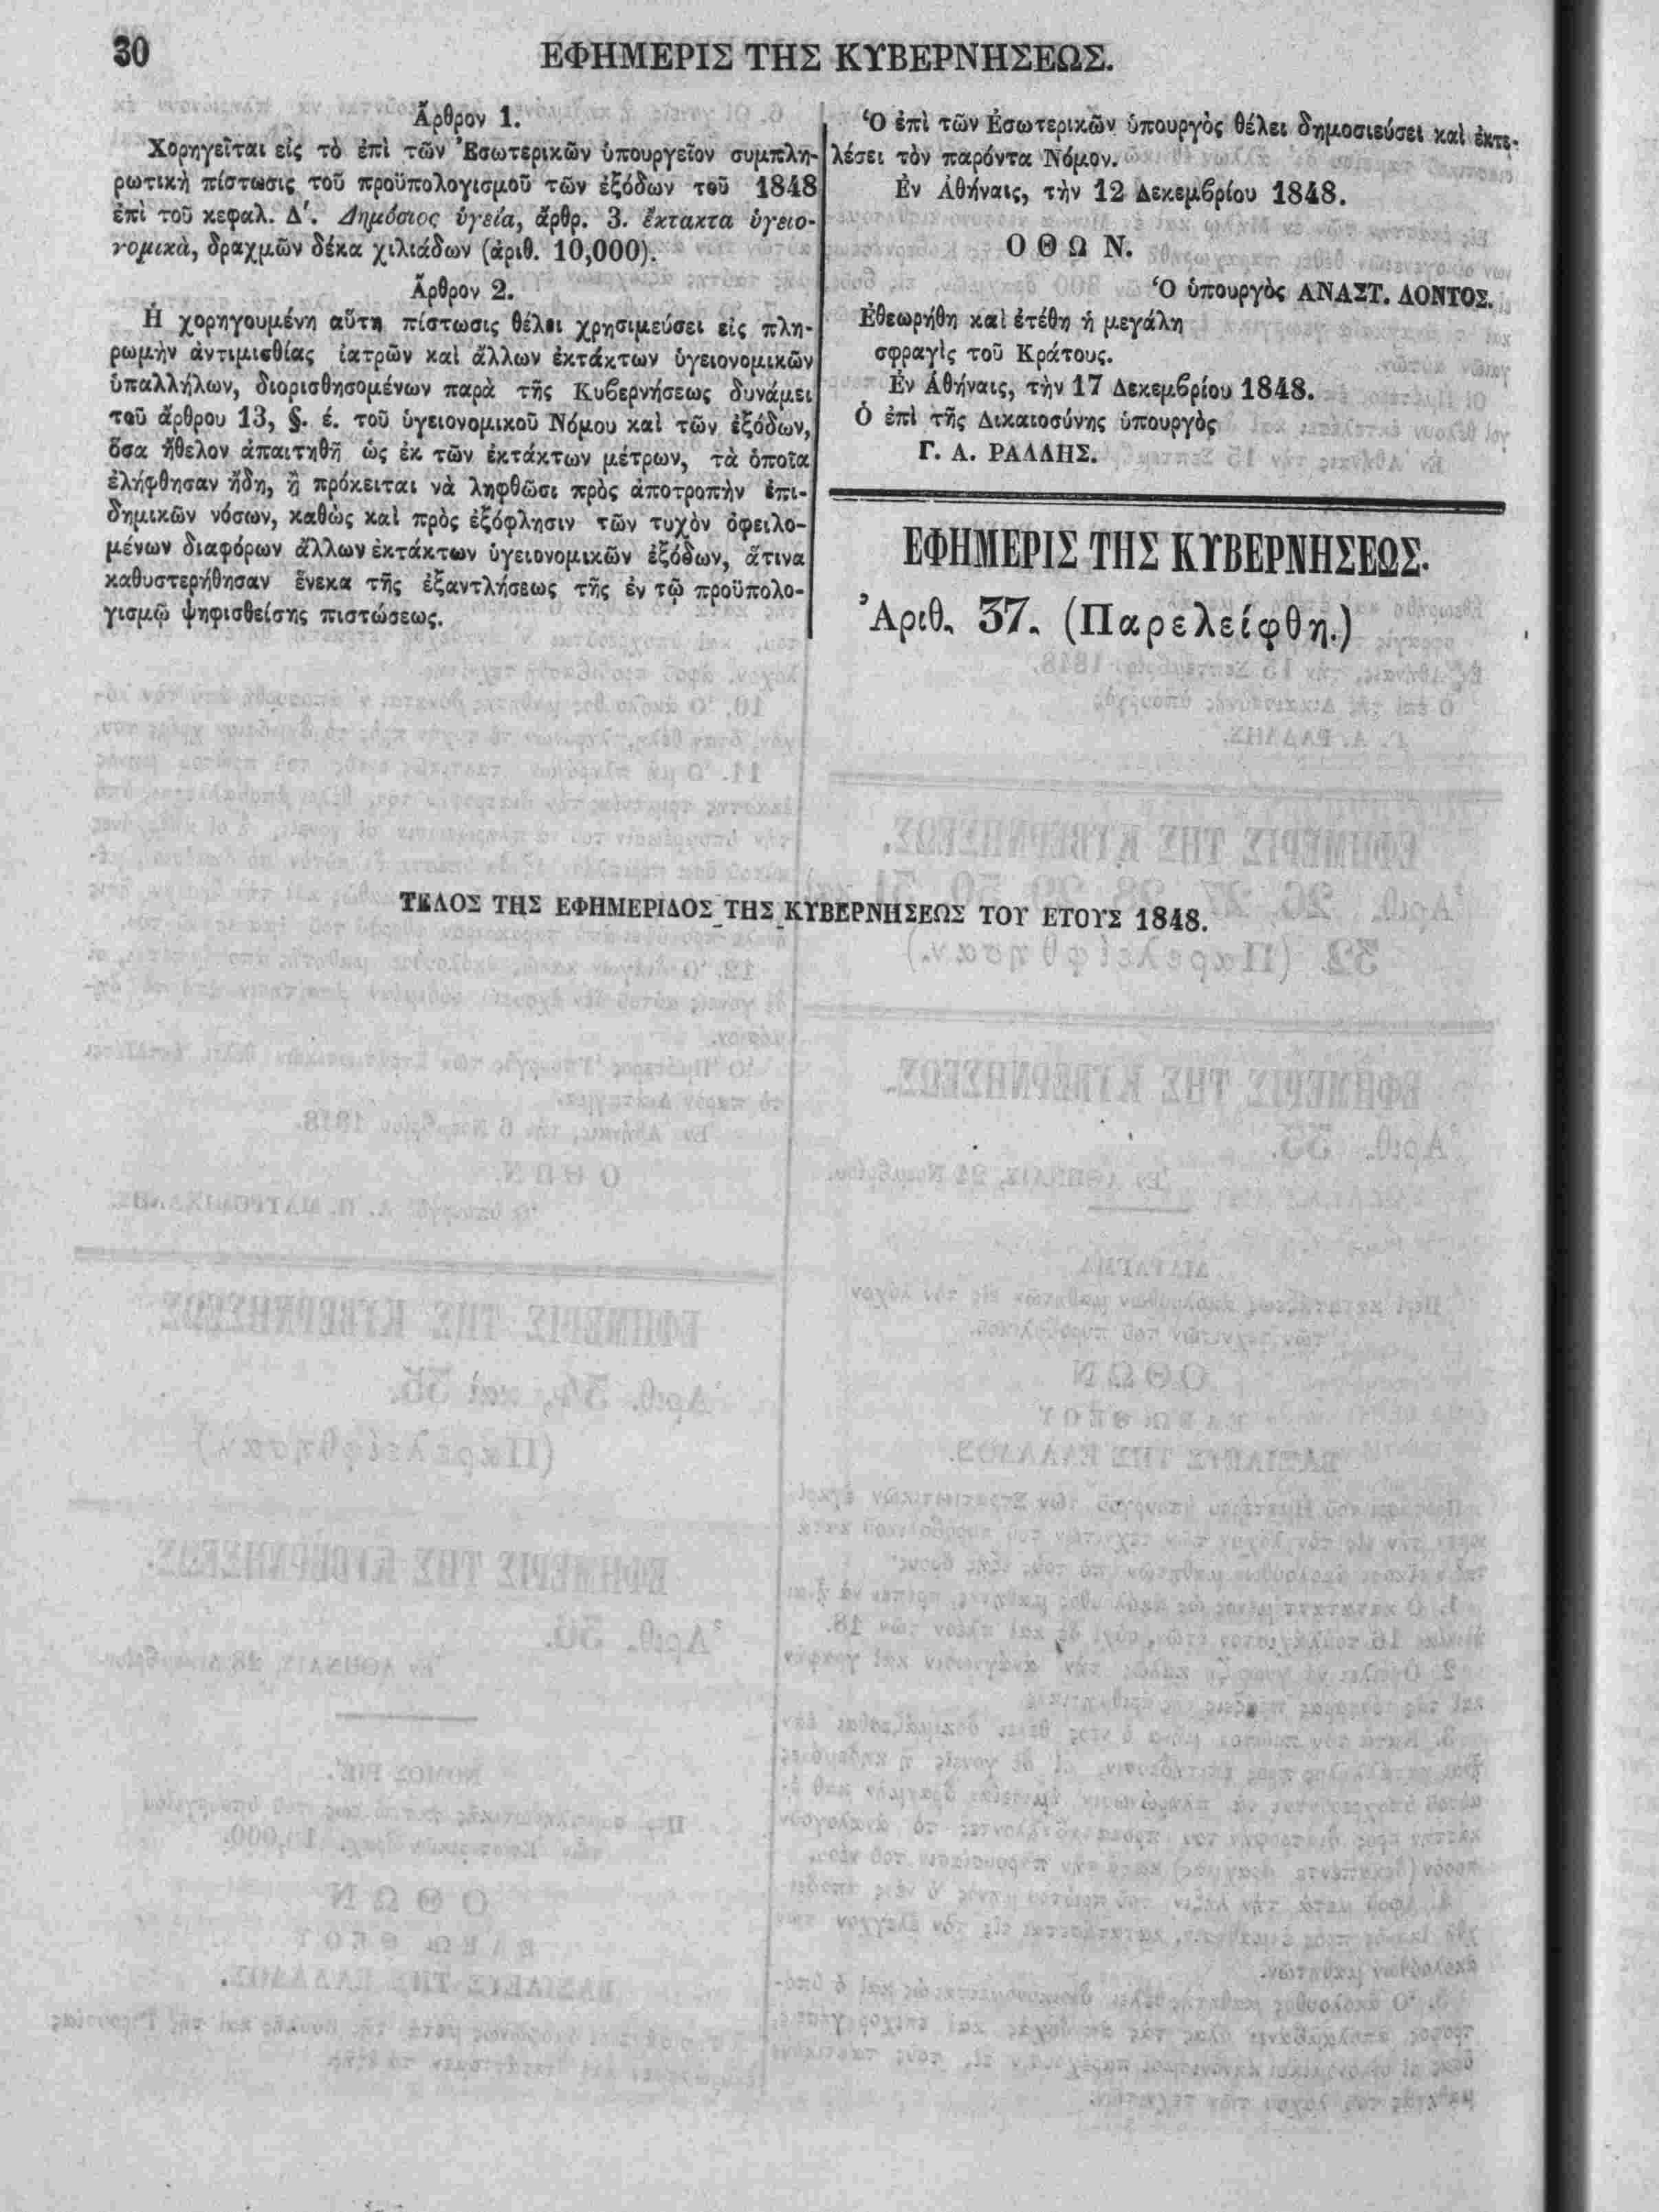 30
ΕΦΗΜΕΡΙΣ ΤΗΣ ΚΥΒΕΡΝΗΣΕΩΣ.
Ἄρθρον 1.
Χορηγεῖται εἰς τὸ ἐπὶ τῶν Ἐσωτερικῶν ὑπουργεῖον συμπλη-
ρωτικὴ πίστωσις τοῦ προϋπολογισμοῦ τῶν ἐξόδων τοῦ 1848
ἐπὶ τοῦ κεφαλ. Δ'. Δημόσιος ὑγεία, ἄρθρ. 3. ἔκτακτα ὑγειο-
νομικὰ, δραχμῶν δέκα χιλιάδων (ἀριθ. 10,000).
Ἄρθρον 2.
Ἡ χορηγουμένη αὕτη πίστωσις θέλει χρησιμεύσει εἰς πλη-
ρωμὴν ἀντιμισθίας ἰατρῶν καὶ ἄλλων ἐκτάκτων ὑγειονομικῶν
ὑπαλλήλων, διορισθησομένων παρὰ τῆς Κυβερνήσεως δυνάμει
τοῦ ἄρθρου 13, §. έ. τοῦ ὑγειονομικοῦ Νόμου καὶ τῶν ἐξόδων,
ὅσα ἤθελον ἀπαιτηθῆ ὡς ἐκ τῶν ἐκτάκτων μέτρων, τὰ ὁποῖα
ἐλήφθησαν ἤδη, ἢ πρόκειται νὰ ληφθῶσι πρὸς ἀποτροπὴν ἐπι-
δημικῶν νόσων, καθὼς καὶ πρὸς ἐξόφλησιν τῶν τυχὸν ὀφειλο-
μένων διαφόρων ἄλλων ἐκτάκτων ὑγειονομικῶν ἐξόδων, ἅτινα
καθυστερήθησαν ἕνεκα τῆς ἐξαντλήσεως τῆς ἐν τῷ προϋπολο-
γισμῷ ψηφισθείσης πιστώσεως.
Ὁ ἐπὶ τῶν Ἐσωτερικῶν ὑπουργὸς θέλει δημοσιεύσει καὶ ἐκτε-
λέσει τὸν παρόντα Νόμον.
Ἐν Ἀθήναις, τὴν 12 Δεκεμβρίου 1848.
Ο Θ Ω Ν.
Ὁ ὑπουργὸς ΑΝΑΣΤ. ΛΟΝΤΟΣ.
Ἐθεωρήθη καὶ ἐτέθη ἡ μεγάλη
σφραγὶς τοῦ Κράτους.
Ἐν Ἀθήναις, τὴν 17 Δεκεμβρίου 1848.
Ὁ ἐπὶ τῆς Δικαιοσύνης ὑπουργὸς
Γ. Α. ΡΑΛΛΗΣ.
ΕΦΗΜΕΡΙΣ ΤΗΣ ΚΥΒΕΡΝΗΣΕΩΣ.
Ἀριθ. 37. (Παρελείφθη.)
ΤΕΛΟΣ ΤΗΣ ΕΦΗΜΕΡΙΔΟΣ ΤΗΣ ΚΥΒΕΡΝΗΣΕΩΣ ΤΟΥ ΕΤΟΥΣ 1848.